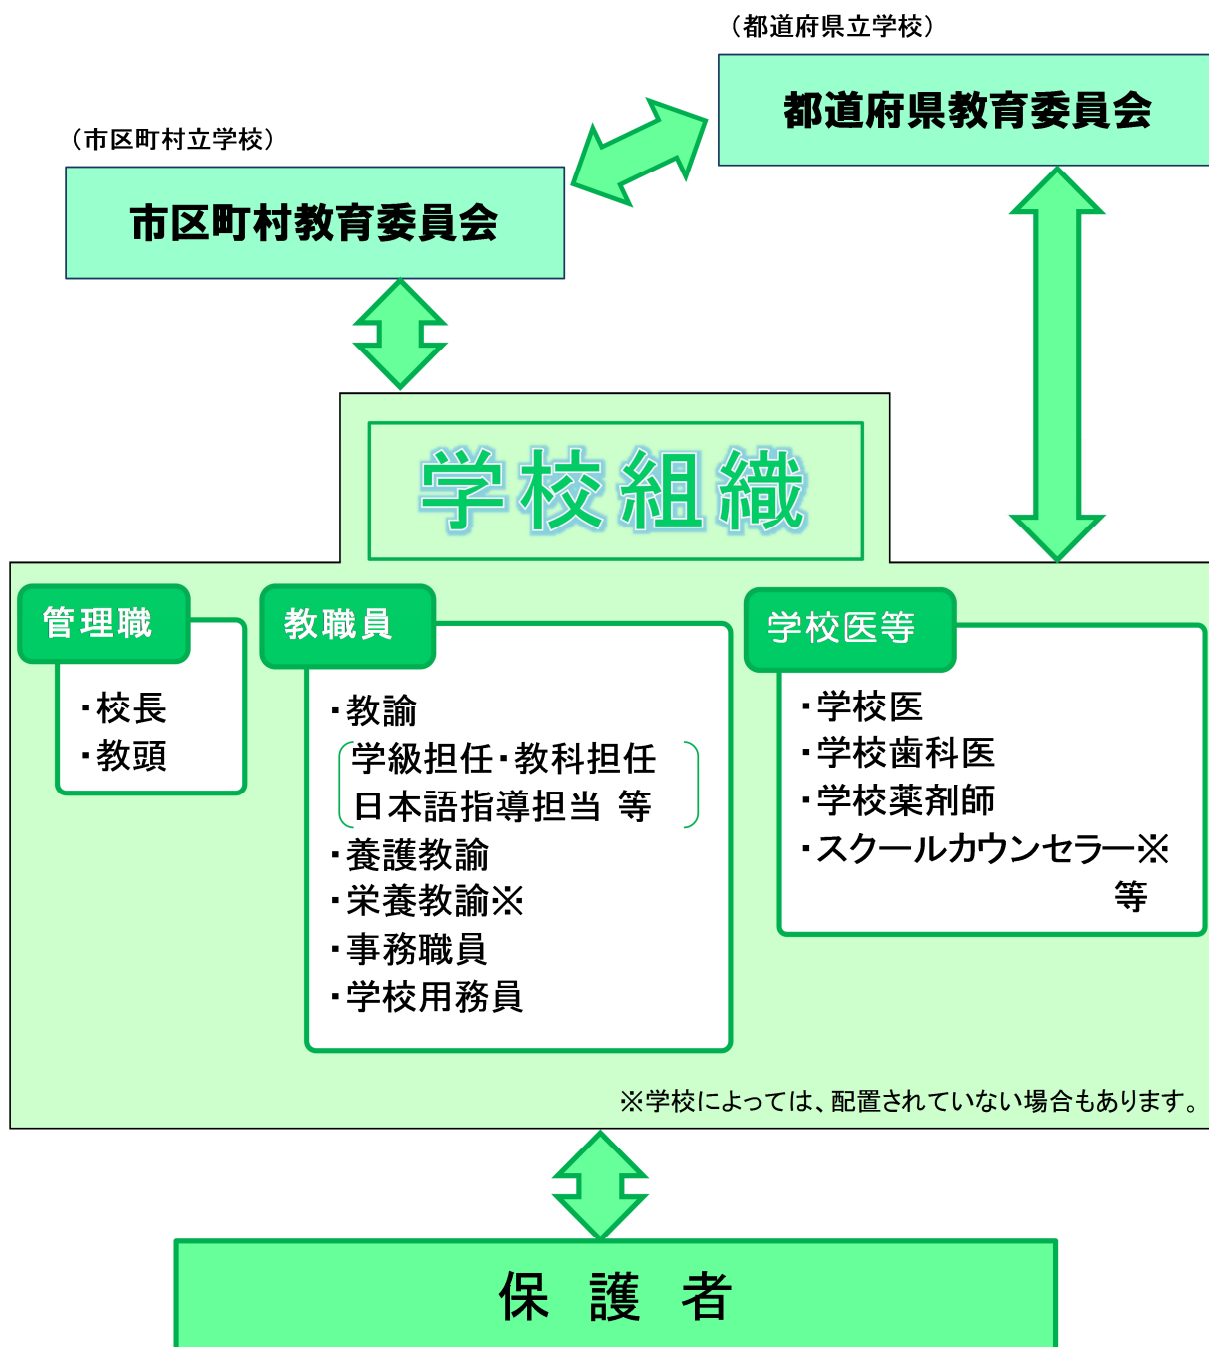 （都道府県立学校）
都道府県教育委員会
（市区町村立学校）
市区町村教育委員会
学校組織
管理職
・校長
・教頭
教職員
・教諭
学級担任・教科担任
日本語指導担当 等
・養護教諭
・栄養教諭※
・事務職員
・学校用務員
学校医等
・学校医
・学校歯科医
・学校薬剤師
・スクールカウンセラー※
等
※学校によっては、配置されていない場合もあります。
保 護 者